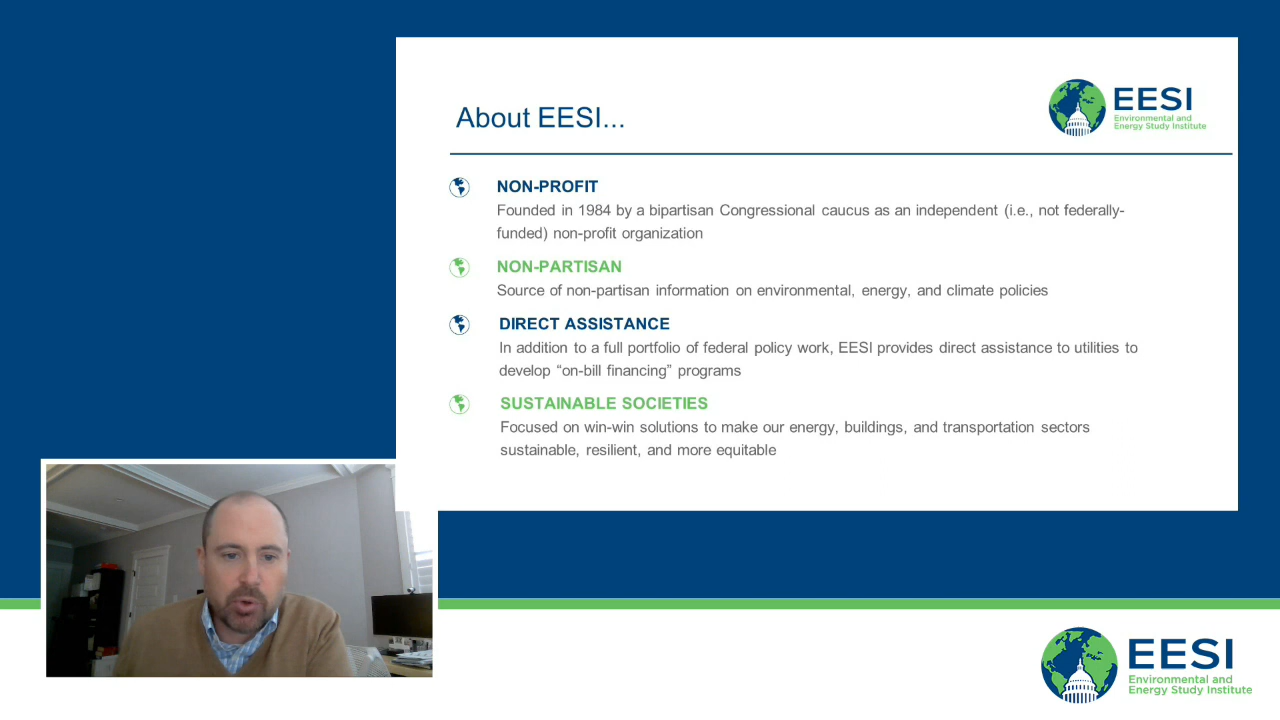 About EESI...
EESI
Environmental and
Energy Study Institute
NON-PROFIT
Founded in 1984 by a bipartisan Congressional caucus as an independent (i.e., not federally-
funded) non-profit organization
NON-PARTISAN
Source of non-partisan information on environmental, energy, and climate policies
DIRECT ASSISTANCE
In addition to a full portfolio of federal policy work, EESI provides direct assistance to utilities to
develop “on-bill financing” programs
SUSTAINABLE SOCIETIES
Focused on win-win solutions to make our energy, buildings, and transportation sectors
sustainable, resilient, and more equitable
EESI
Environmental and
Energy Study Institute